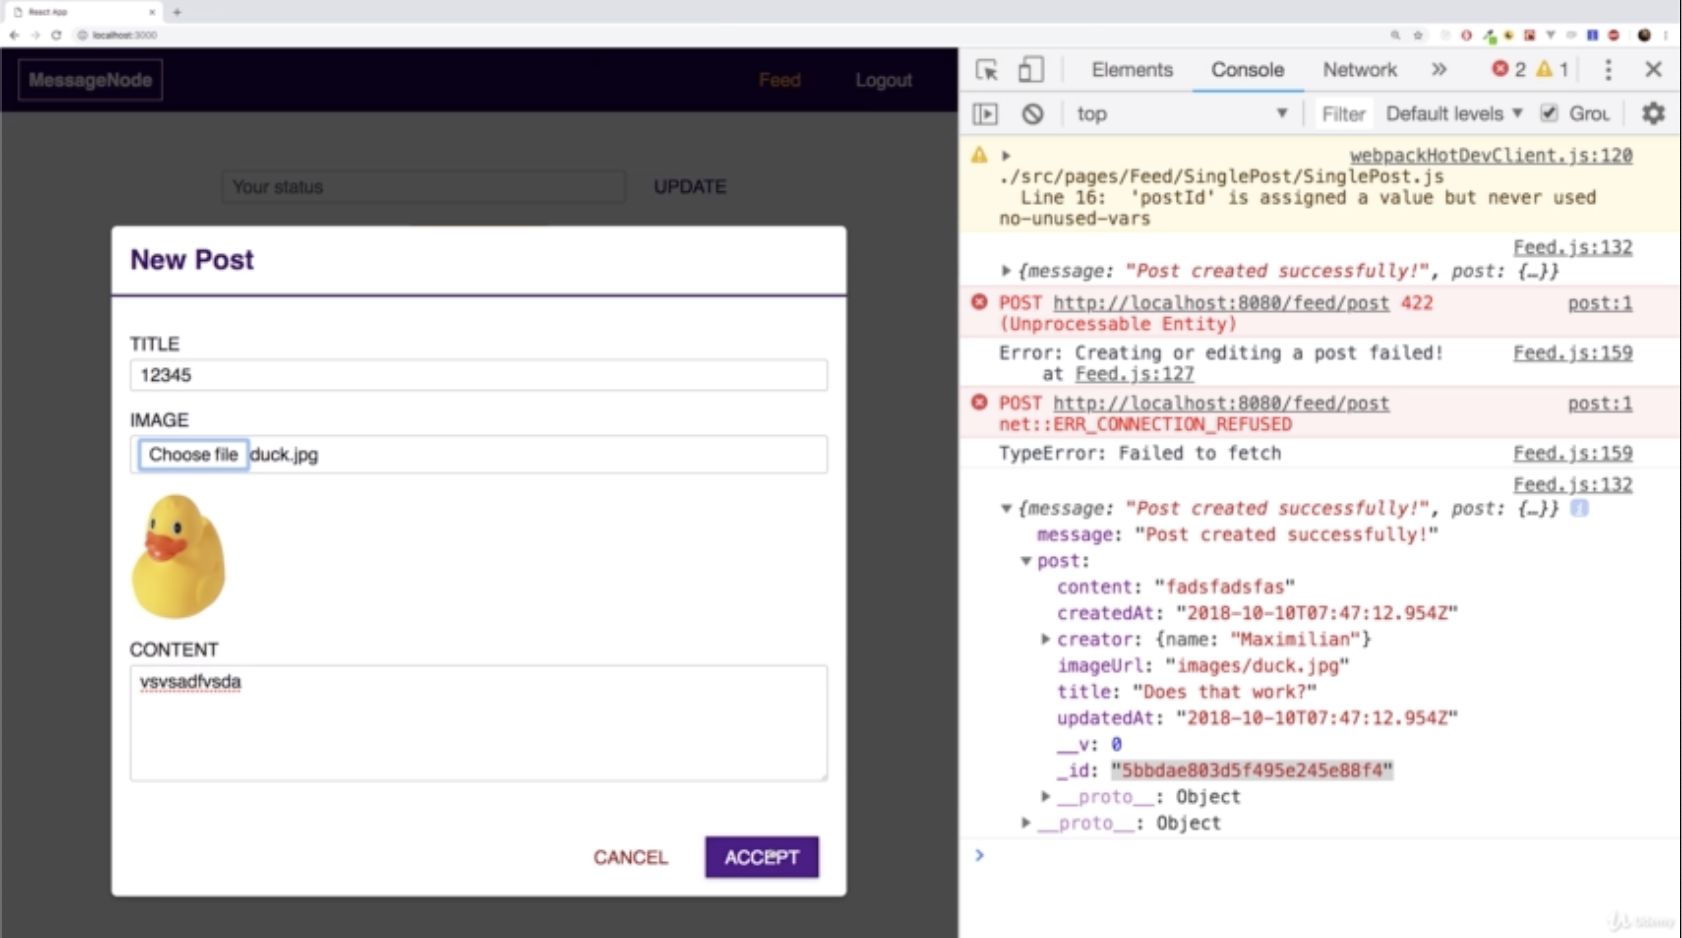 React App
localhost:3000
MessageNode
Feed
Logout
Your status
UPDATE
New Post
TITLE
12345
IMAGE
Choose file duck.jpg
CONTENT
vsvsadfvsda
CANCEL
ACCEPT
Elements Console Network » 2 1
top Filter Default levels Grou
webpackHotDevClient.js:120
./src/pages/Feed/SinglePost/SinglePost.js
Line 16: 'postId' is assigned a value but never used
no-unused-vars
Feed.js:132
{message: "Post created successfully!", post: {…}}
POST http://localhost:8080/feed/post 422 post:1
(Unprocessable Entity)
Error: Creating or editing a post failed! Feed.js:159
at Feed.js:127
POST http://localhost:8080/feed/post post:1
net::ERR_CONNECTION_REFUSED
TypeError: Failed to fetch Feed.js:159
Feed.js:132
{message: "Post created successfully!", post: {…}} i
message: "Post created successfully!"
post:
content: "fadsfadsfas"
createdAt: "2018-10-10T07:47:12.954Z"
creator: {name: "Maximilian"}
imageUrl: "images/duck.jpg"
title: "Does that work?"
updatedAt: "2018-10-10T07:47:12.954Z"
__v: 0
_id: "5bbdae803d5f495e245e88f4"
__proto__: Object
__proto__: Object
Udemy